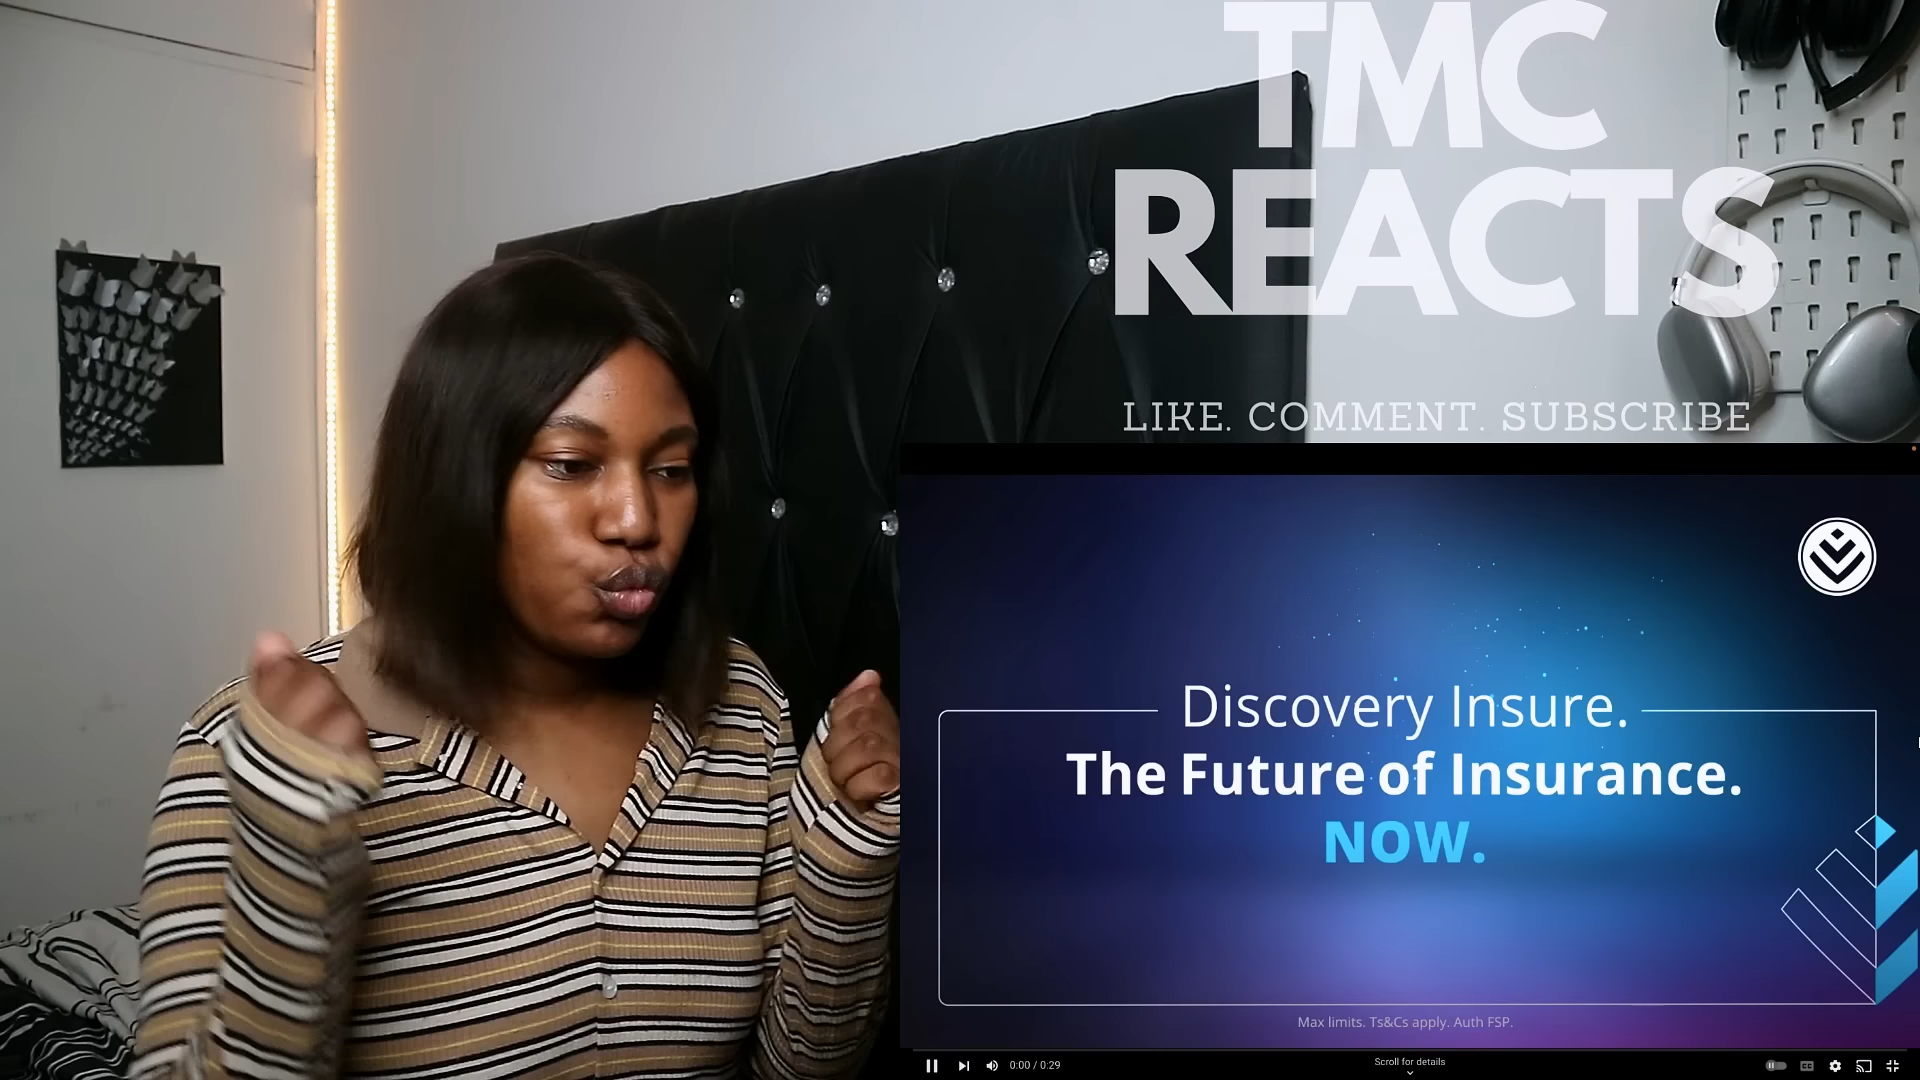 TMC
REACTS
LIKE. COMMENT. SUBSCRIBE
Discovery Insure.
The Future of Insurance.
NOW.
Max limits. Ts&Cs apply. Auth FSP.
0:00 / 0:29
Scroll for details
CC